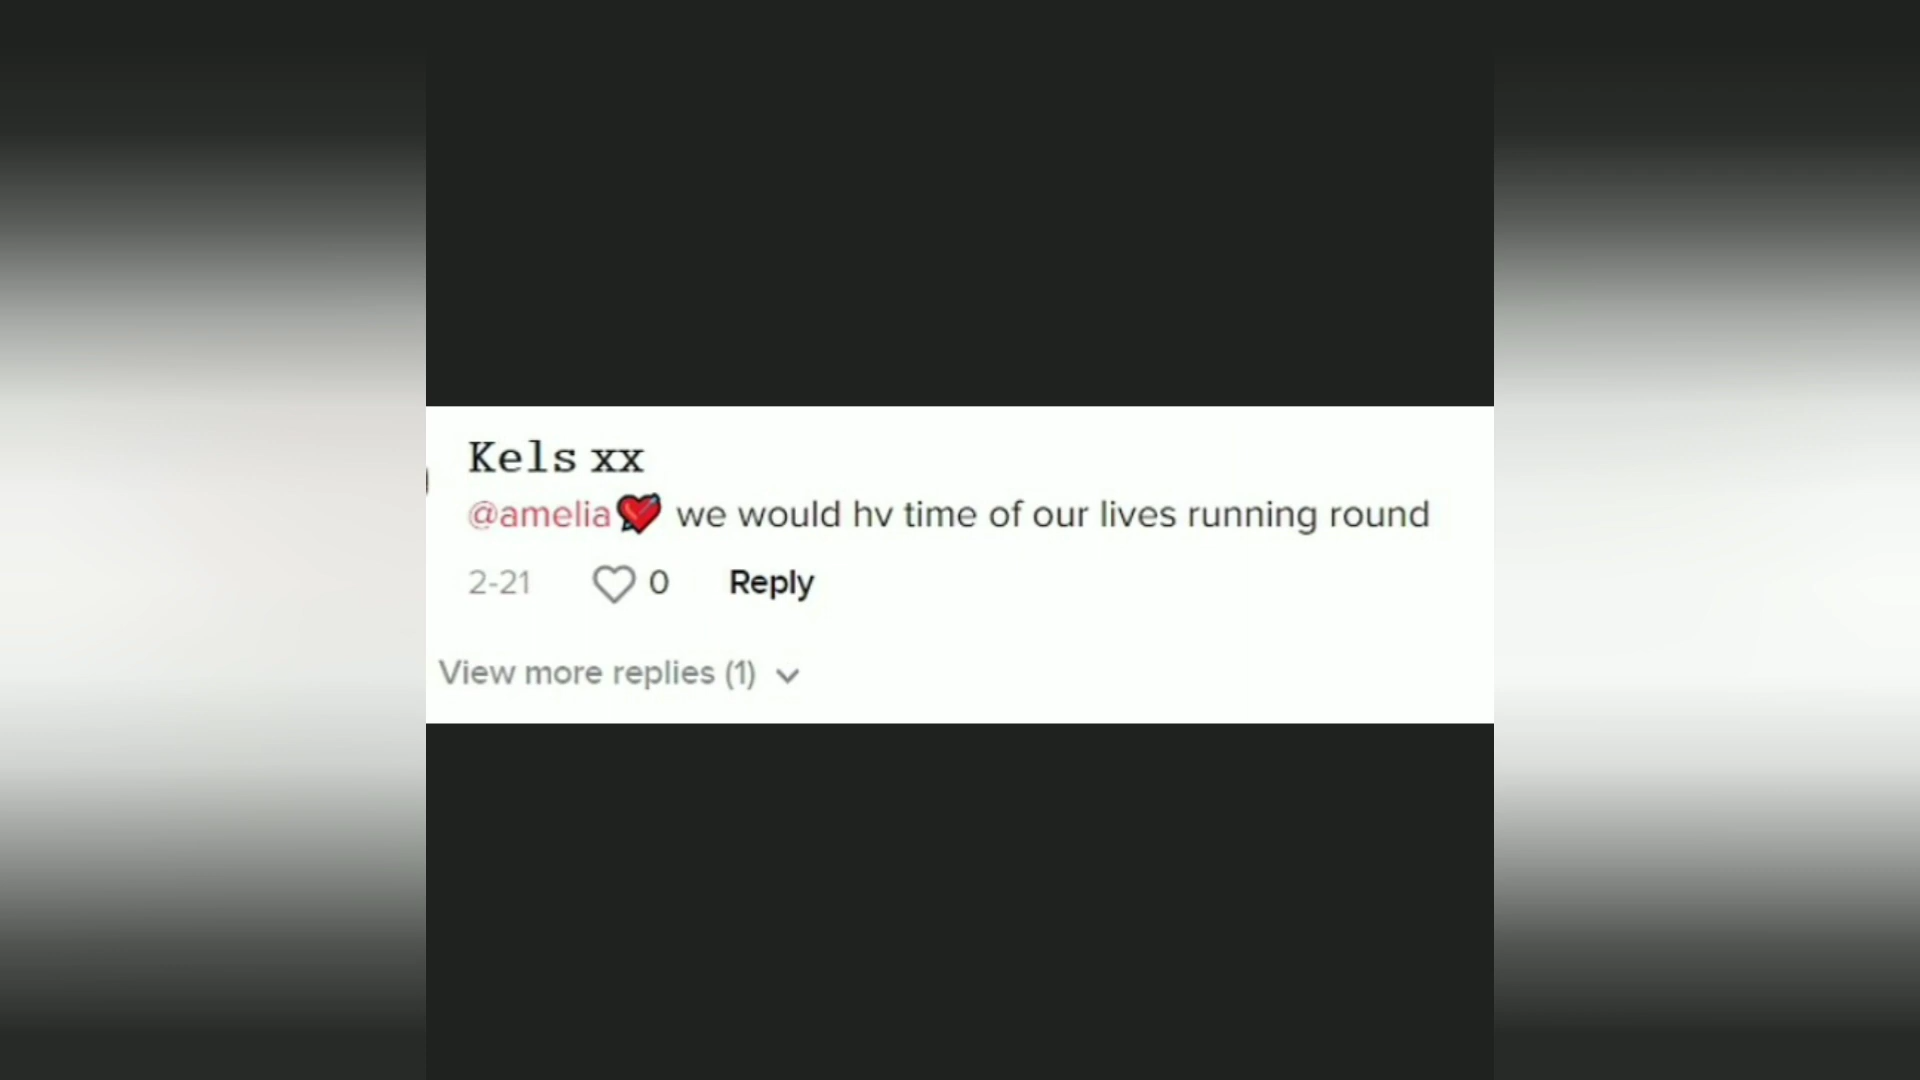 Kels xx
@amelia💘 we would hv time of our lives running round
2-21 0 Reply
View more replies (1)